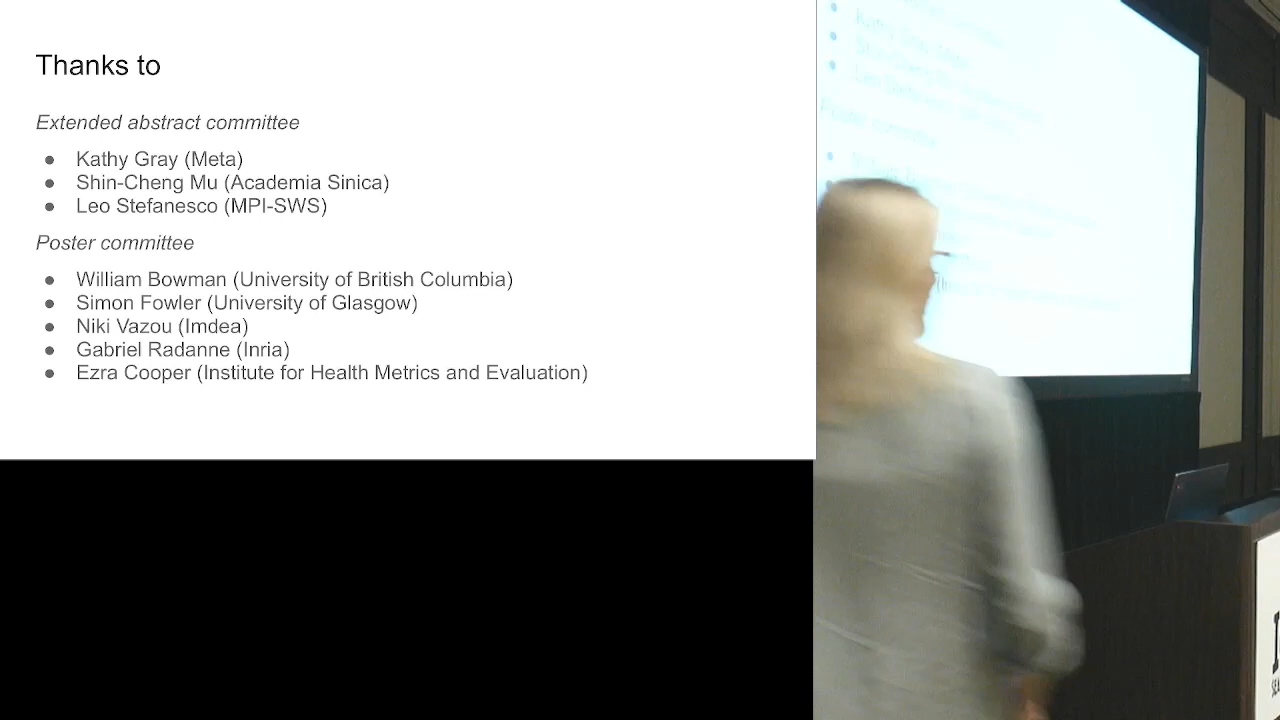 Thanks to
Extended abstract committee
● Kathy Gray (Meta)
● Shin-Cheng Mu (Academia Sinica)
● Leo Stefanesco (MPI-SWS)
Poster committee
● William Bowman (University of British Columbia)
● Simon Fowler (University of Glasgow)
● Niki Vazou (Imdea)
● Gabriel Radanne (Inria)
● Ezra Cooper (Institute for Health Metrics and Evaluation)